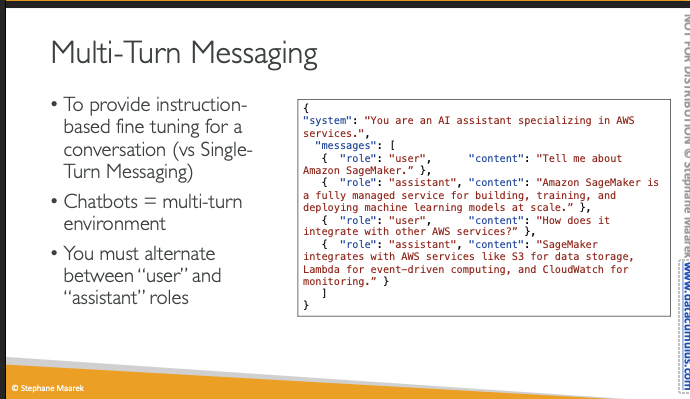 Multi-Turn Messaging
• To provide instruction-
based fine tuning for a
conversation (vs Single-
Turn Messaging)
• Chatbots = multi-turn
environment
• You must alternate
between “user” and
“assistant” roles
{
"system": "You are an AI assistant specializing in AWS
services.",
"messages": [
{ "role": "user", "content": "Tell me about
Amazon SageMaker.” },
{ "role": "assistant", "content": "Amazon SageMaker is
a fully managed service for building, training, and
deploying machine learning models at scale.” },
{ "role": "user", "content": "How does it
integrate with other AWS services?” },
{ "role": "assistant", "content": "SageMaker
integrates with AWS services like S3 for data storage,
Lambda for event-driven computing, and CloudWatch for
monitoring.” }
]
}
© Stephane Maarek
NOT FOR DISTRIBUTION © Stephane Maarek www.datacumulus.com